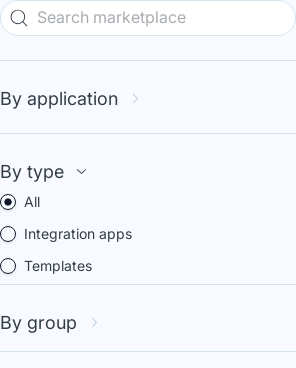 Search marketplace
By application
By type
All
Integration apps
Templates
By group